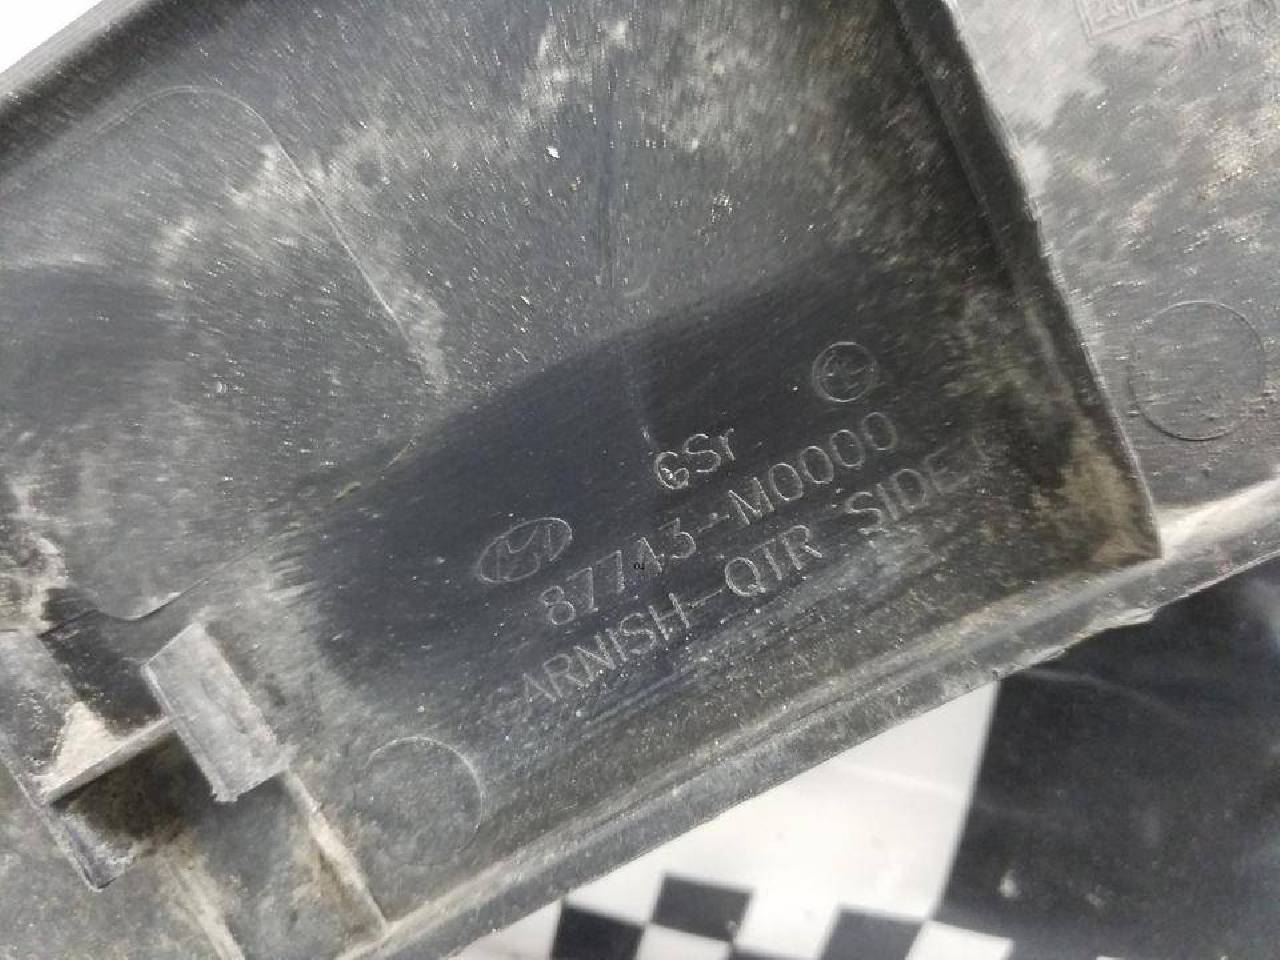 GSr
87743-M0000
GARNISH-QTR SIDE